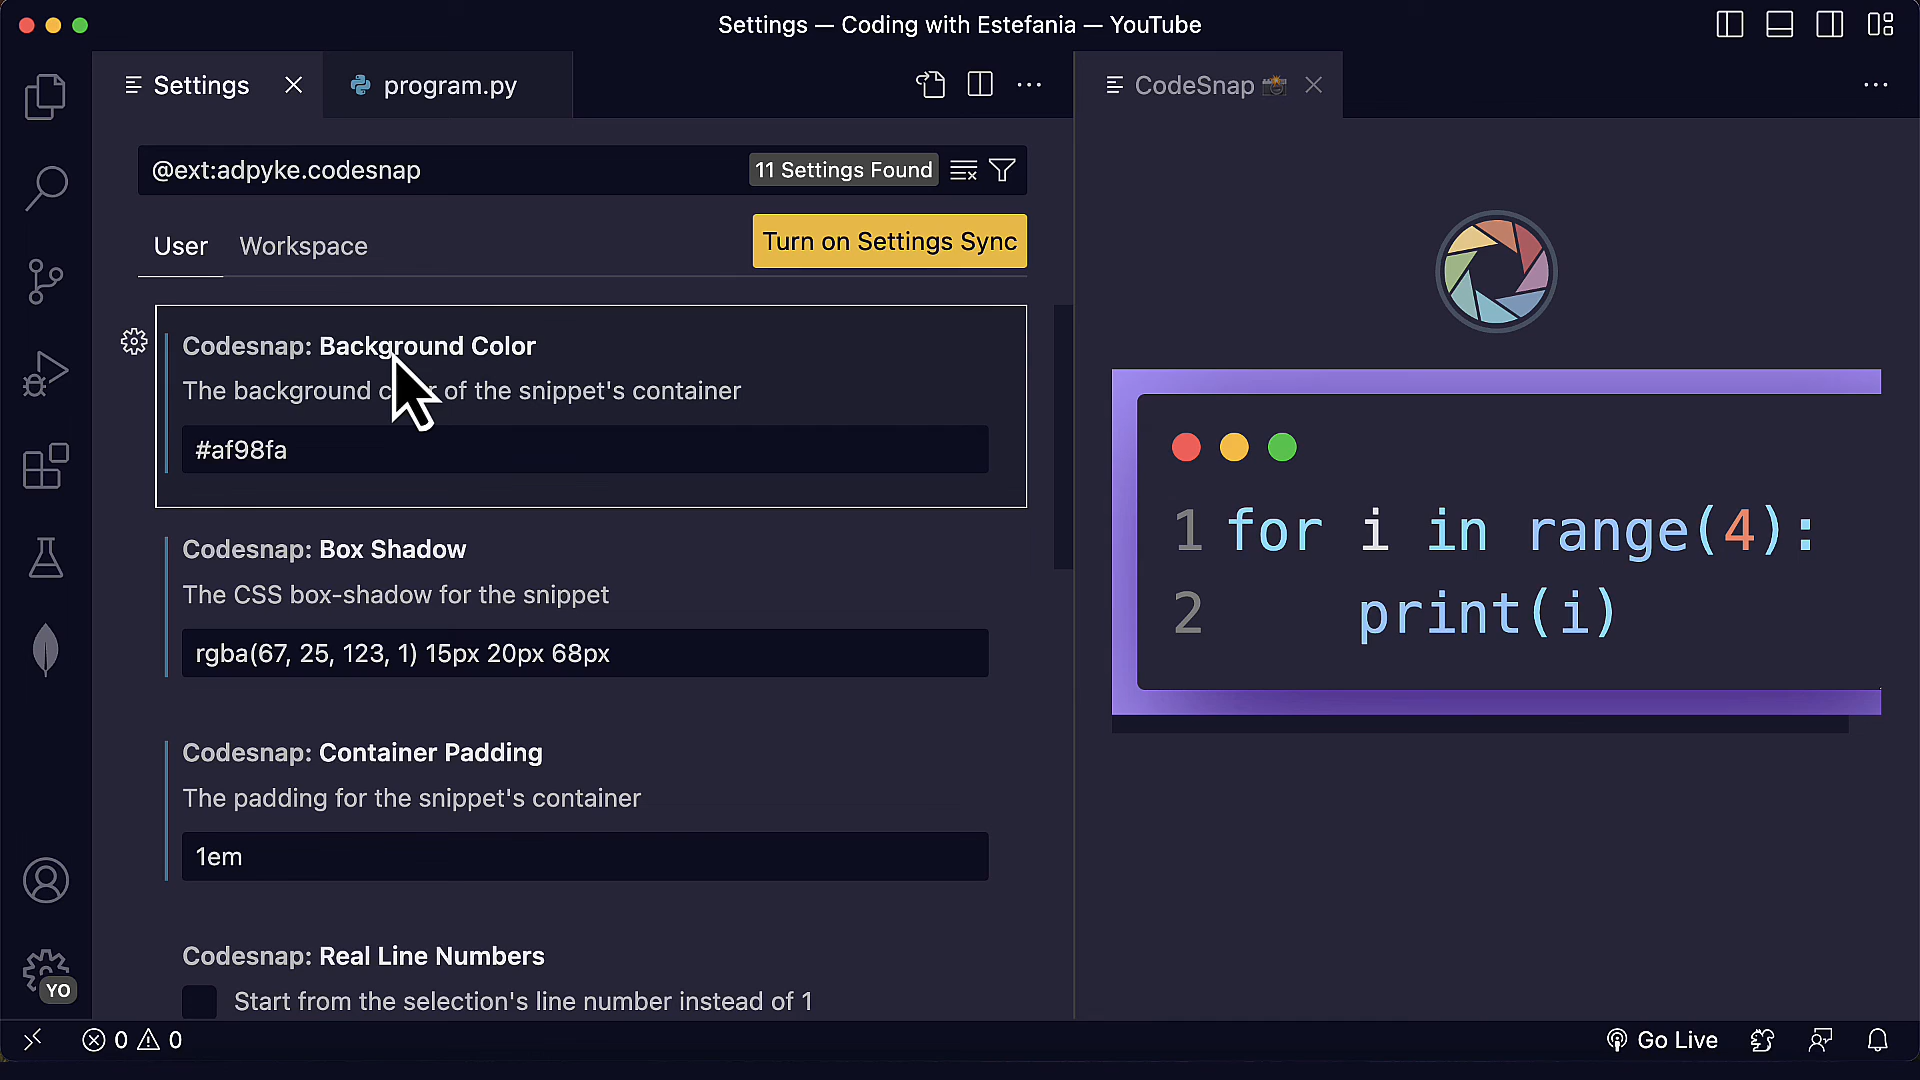 Settings — Coding with Estefania — YouTube
Settings
program.py
CodeSnap
@ext:adpyke.codesnap
11 Settings Found
User
Workspace
Turn on Settings Sync
Codesnap: Background Color
The background of the snippet's container
#af98fa
Codesnap: Box Shadow
The CSS box-shadow for the snippet
rgba(67, 25, 123, 1) 15px 20px 68px
Codesnap: Container Padding
The padding for the snippet's container
1em
Codesnap: Real Line Numbers
Start from the selection's line number instead of 1
1 for i in range(4):
2 print(i)
YO
0
0
Go Live